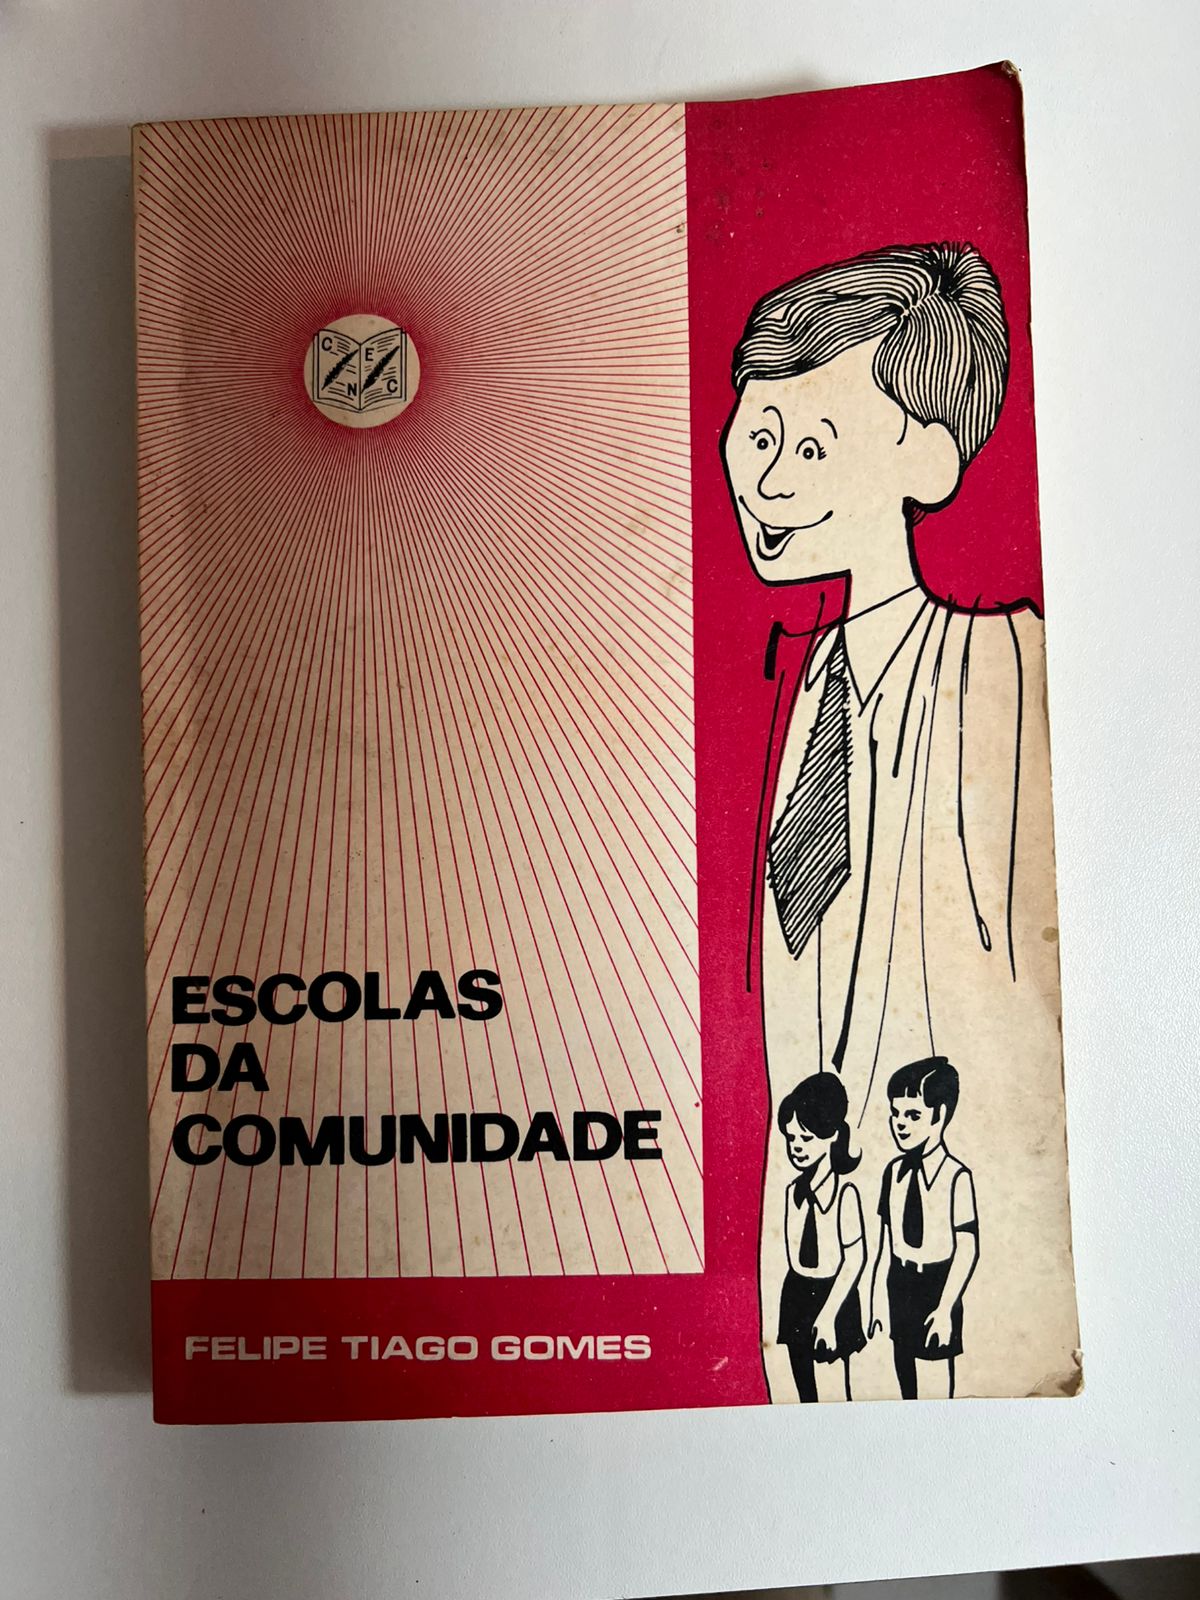 C E
N C
ESCOLAS
DA
COMUNIDADE
FELIPE TIAGO GOMES